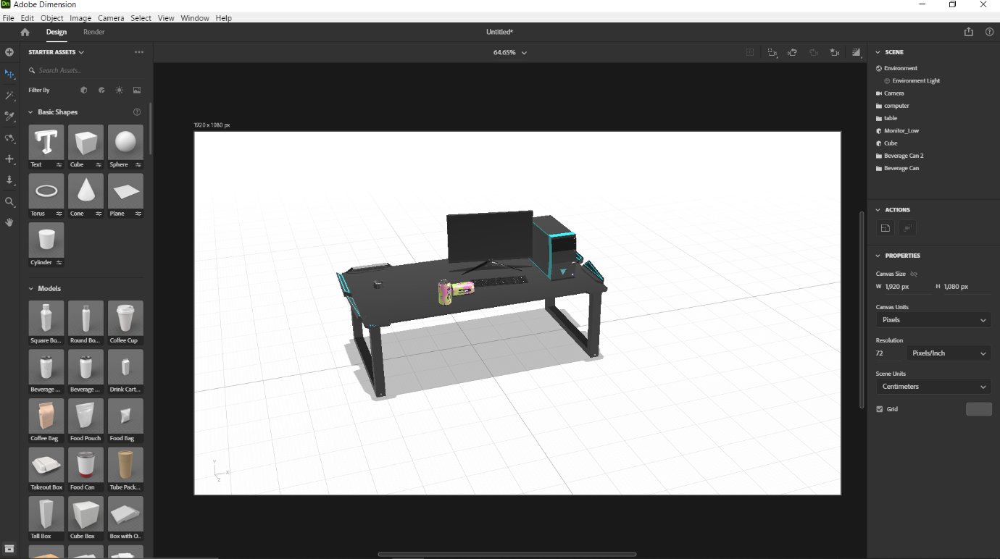 Dn Adobe Dimension
File Edit Object Image Camera Select View Window Help
Design Render Untitled*
STARTER ASSETS
64.65%
Search Assets...
Filter By
Basic Shapes
Text Cube Sphere
Torus Cone Plane
Cylinder
Models
Square Bo... Round Bo... Coffee Cup
Beverage ... Beverage ... Drink Cart...
Coffee Bag Food Pouch Food Bag
Takeout Box Food Can Tube Pack...
Tall Box Cube Box Box with O...
1920 x 1080 px
Y
X
Z
SCENE
Environment
Environment Light
Camera
computer
table
Monitor_Low
Cube
Beverage Can 2
Beverage Can
ACTIONS
PROPERTIES
Canvas Size
W 1,920 px H 1,080 px
Canvas Units
Pixels
Resolution
72 Pixels/Inch
Scene Units
Centimeters
Grid